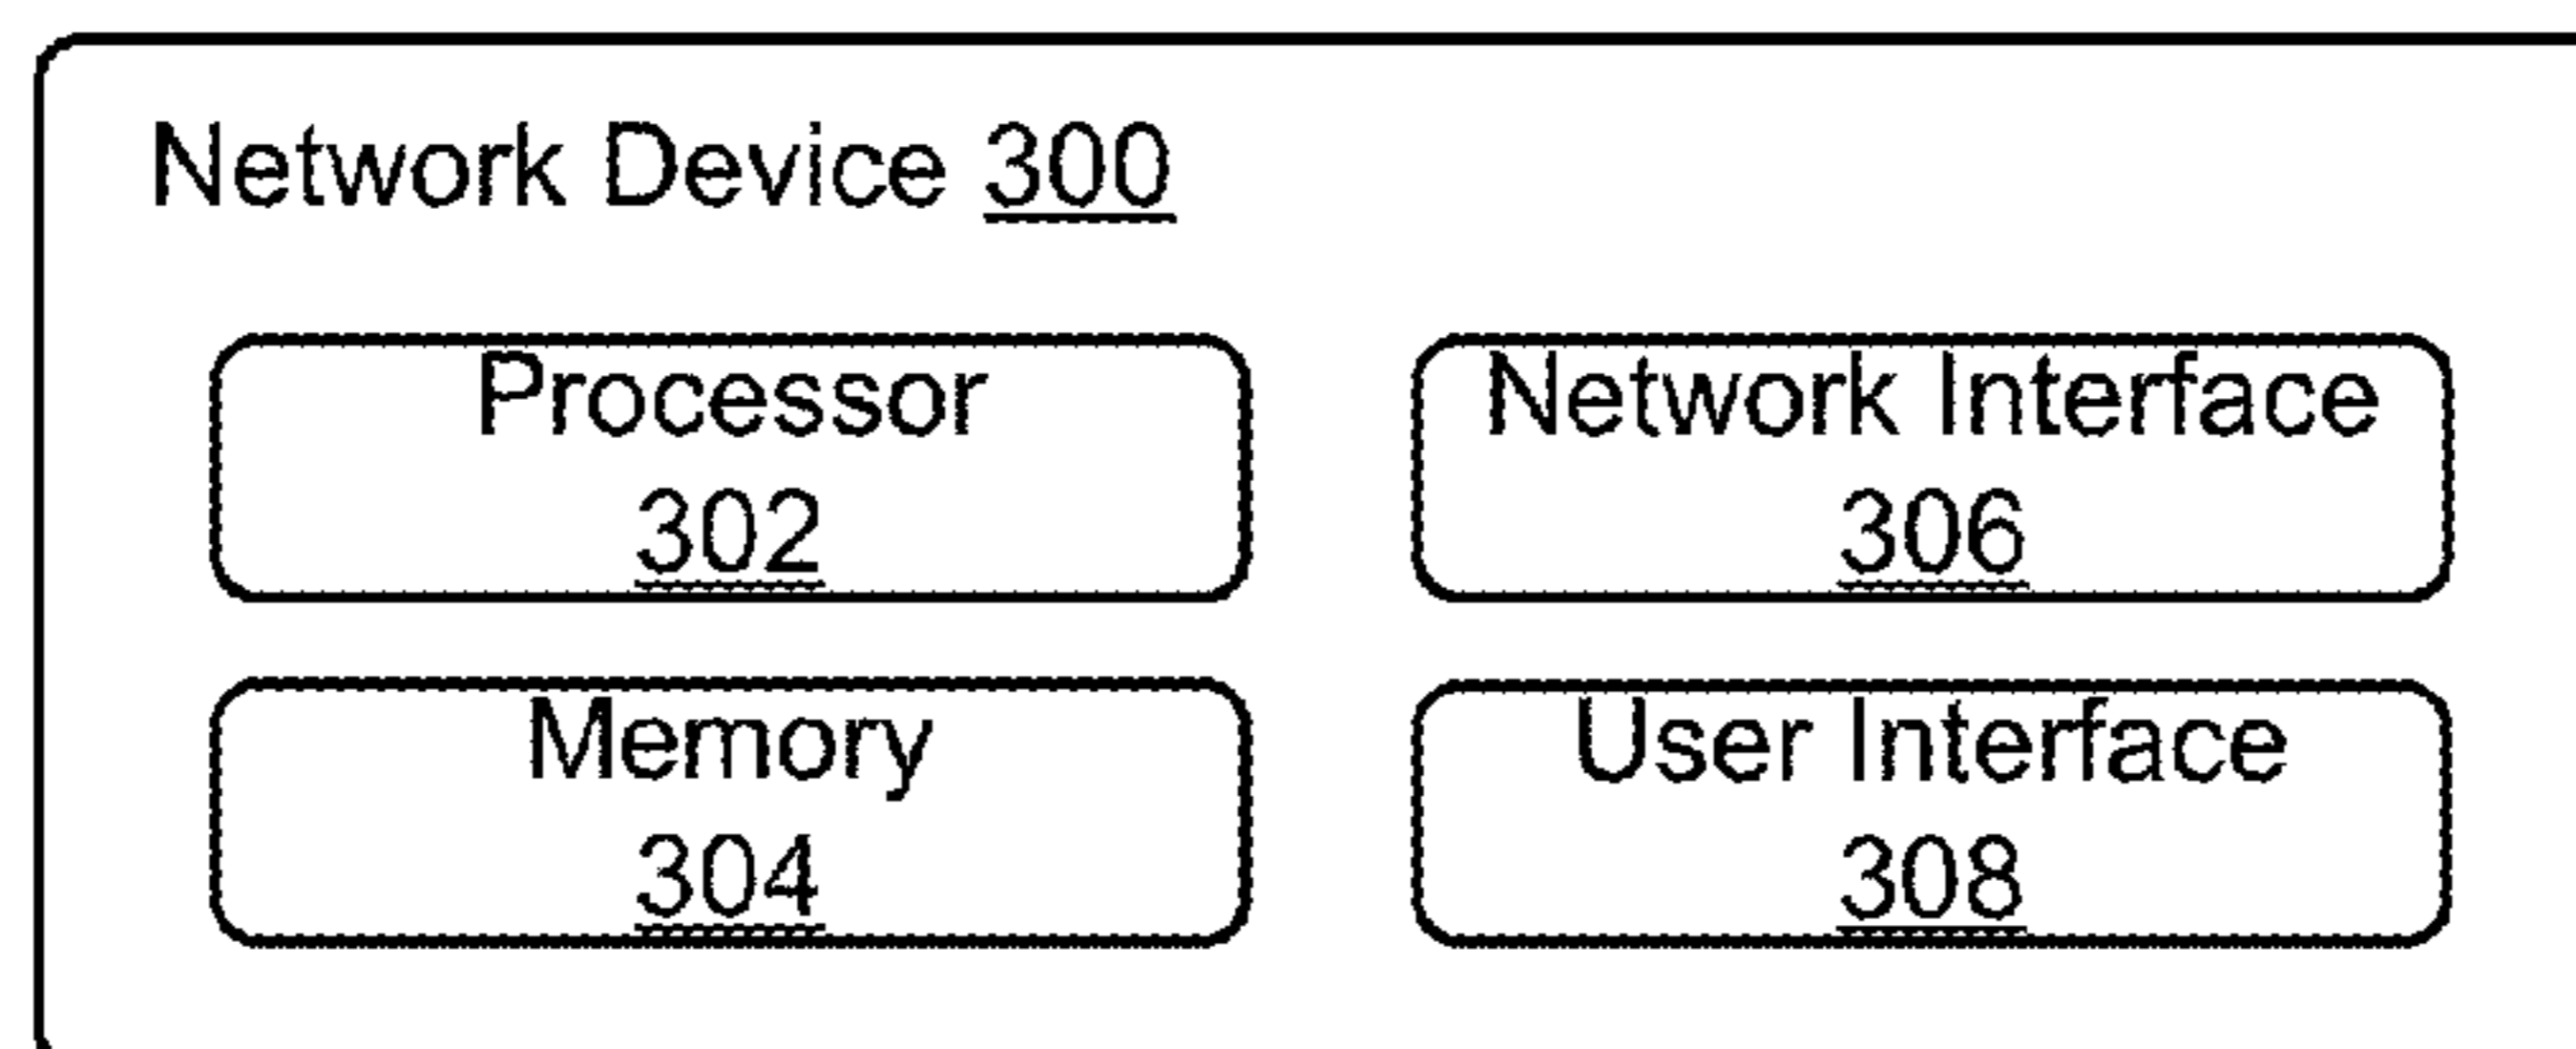 Network Device 300
Processor
302
Network Interface
306
Memory
304
User Interface
308